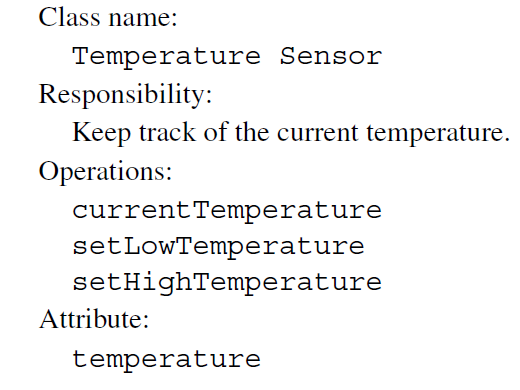 Class name:
Temperature Sensor
Responsibility:
Keep track of the current temperature.
Operations:
currentTemperature
setLowTemperature
setHighTemperature
Attribute:
temperature